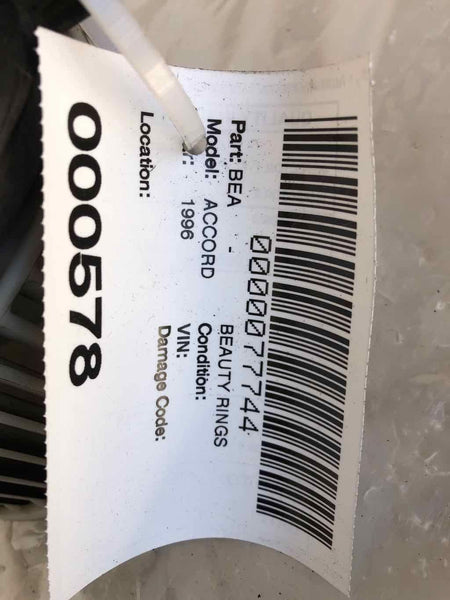 0000077744
Part: BEA - BEAUTY RINGS
Model: ACCORD Condition:
1996 VIN:
Damage Code:
Location:
000578